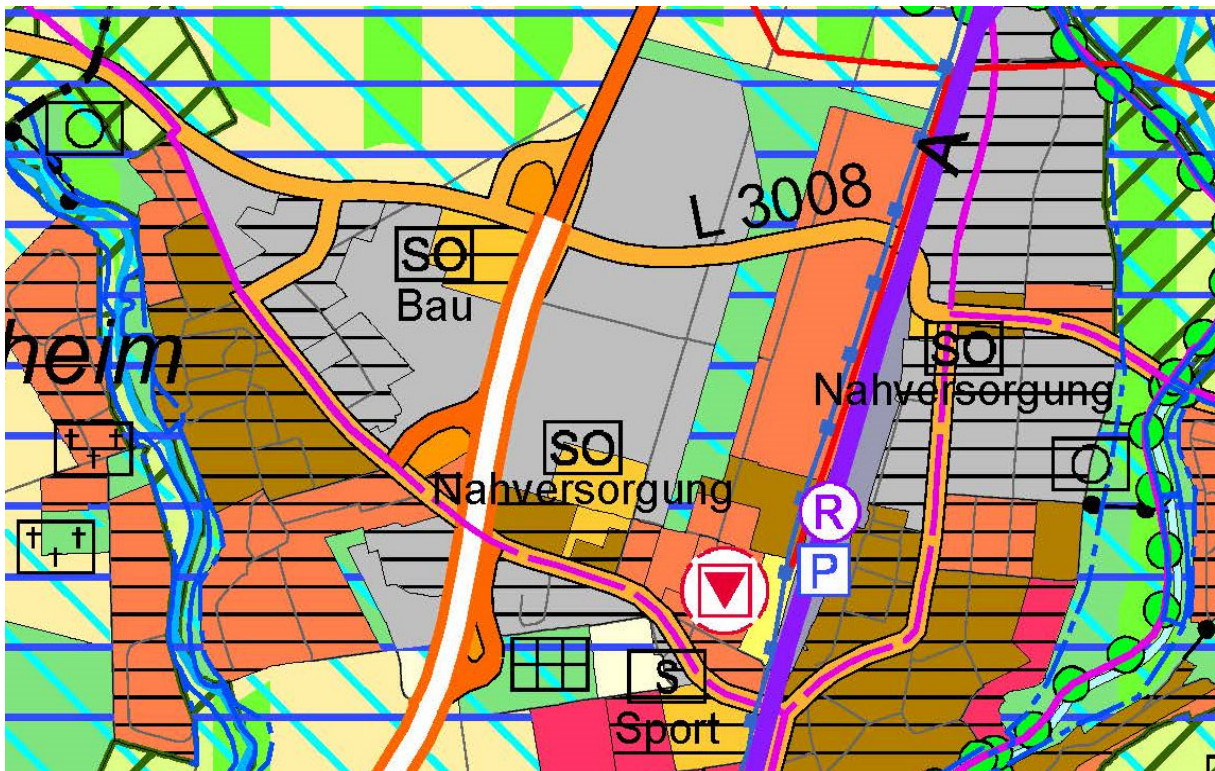 A
L 3008
SO
Bau
heim
SO
Nahversorgung
SO
Nahversorgung
R
P
S
Sport